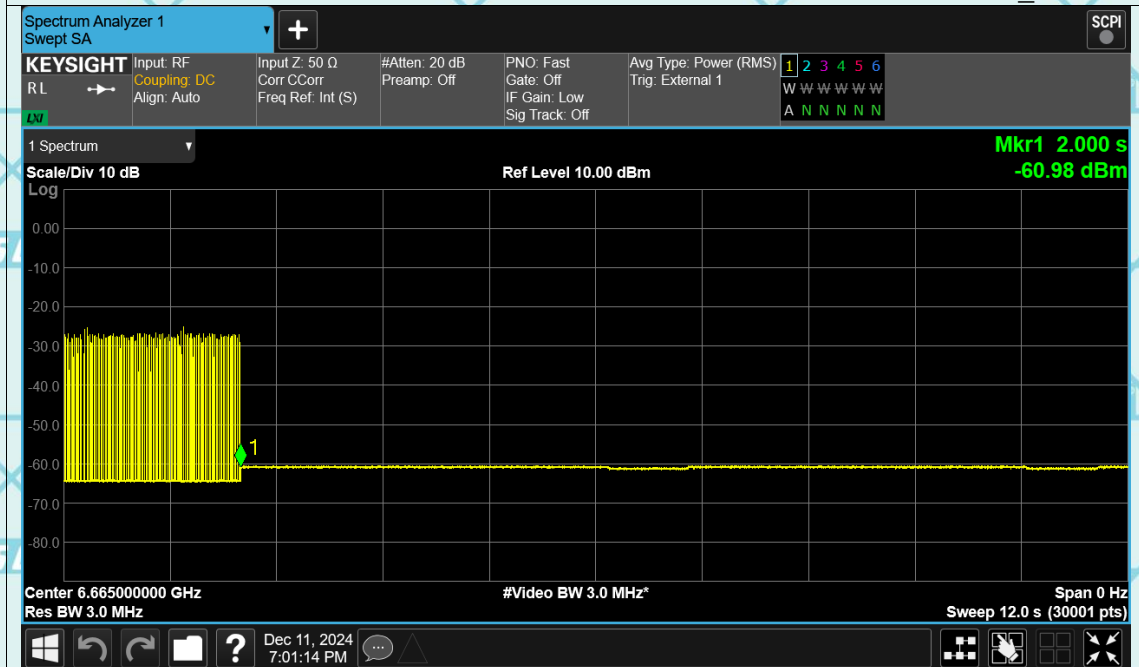 Spectrum Analyzer 1
Swept SA
+
SCPI
KEYSIGHT
RL
LXI
Input: RF
Coupling: DC
Align: Auto
Input Z: 50 Ω
Corr CCorr
Freq Ref: Int (S)
#Atten: 20 dB
Preamp: Off
PNO: Fast
Gate: Off
IF Gain: Low
Sig Track: Off
Avg Type: Power (RMS)
Trig: External 1
1 2 3 4 5 6
W W W W W W
A N N N N N
1 Spectrum
Mkr1 2.000 s
-60.98 dBm
Scale/Div 10 dB
Ref Level 10.00 dBm
Log
0.00
-10.0
-20.0
-30.0
-40.0
-50.0
1
-60.0
-70.0
-80.0
Center 6.665000000 GHz
#Video BW 3.0 MHz*
Span 0 Hz
Res BW 3.0 MHz
Sweep 12.0 s (30001 pts)
?
Dec 11, 2024
7:01:14 PM